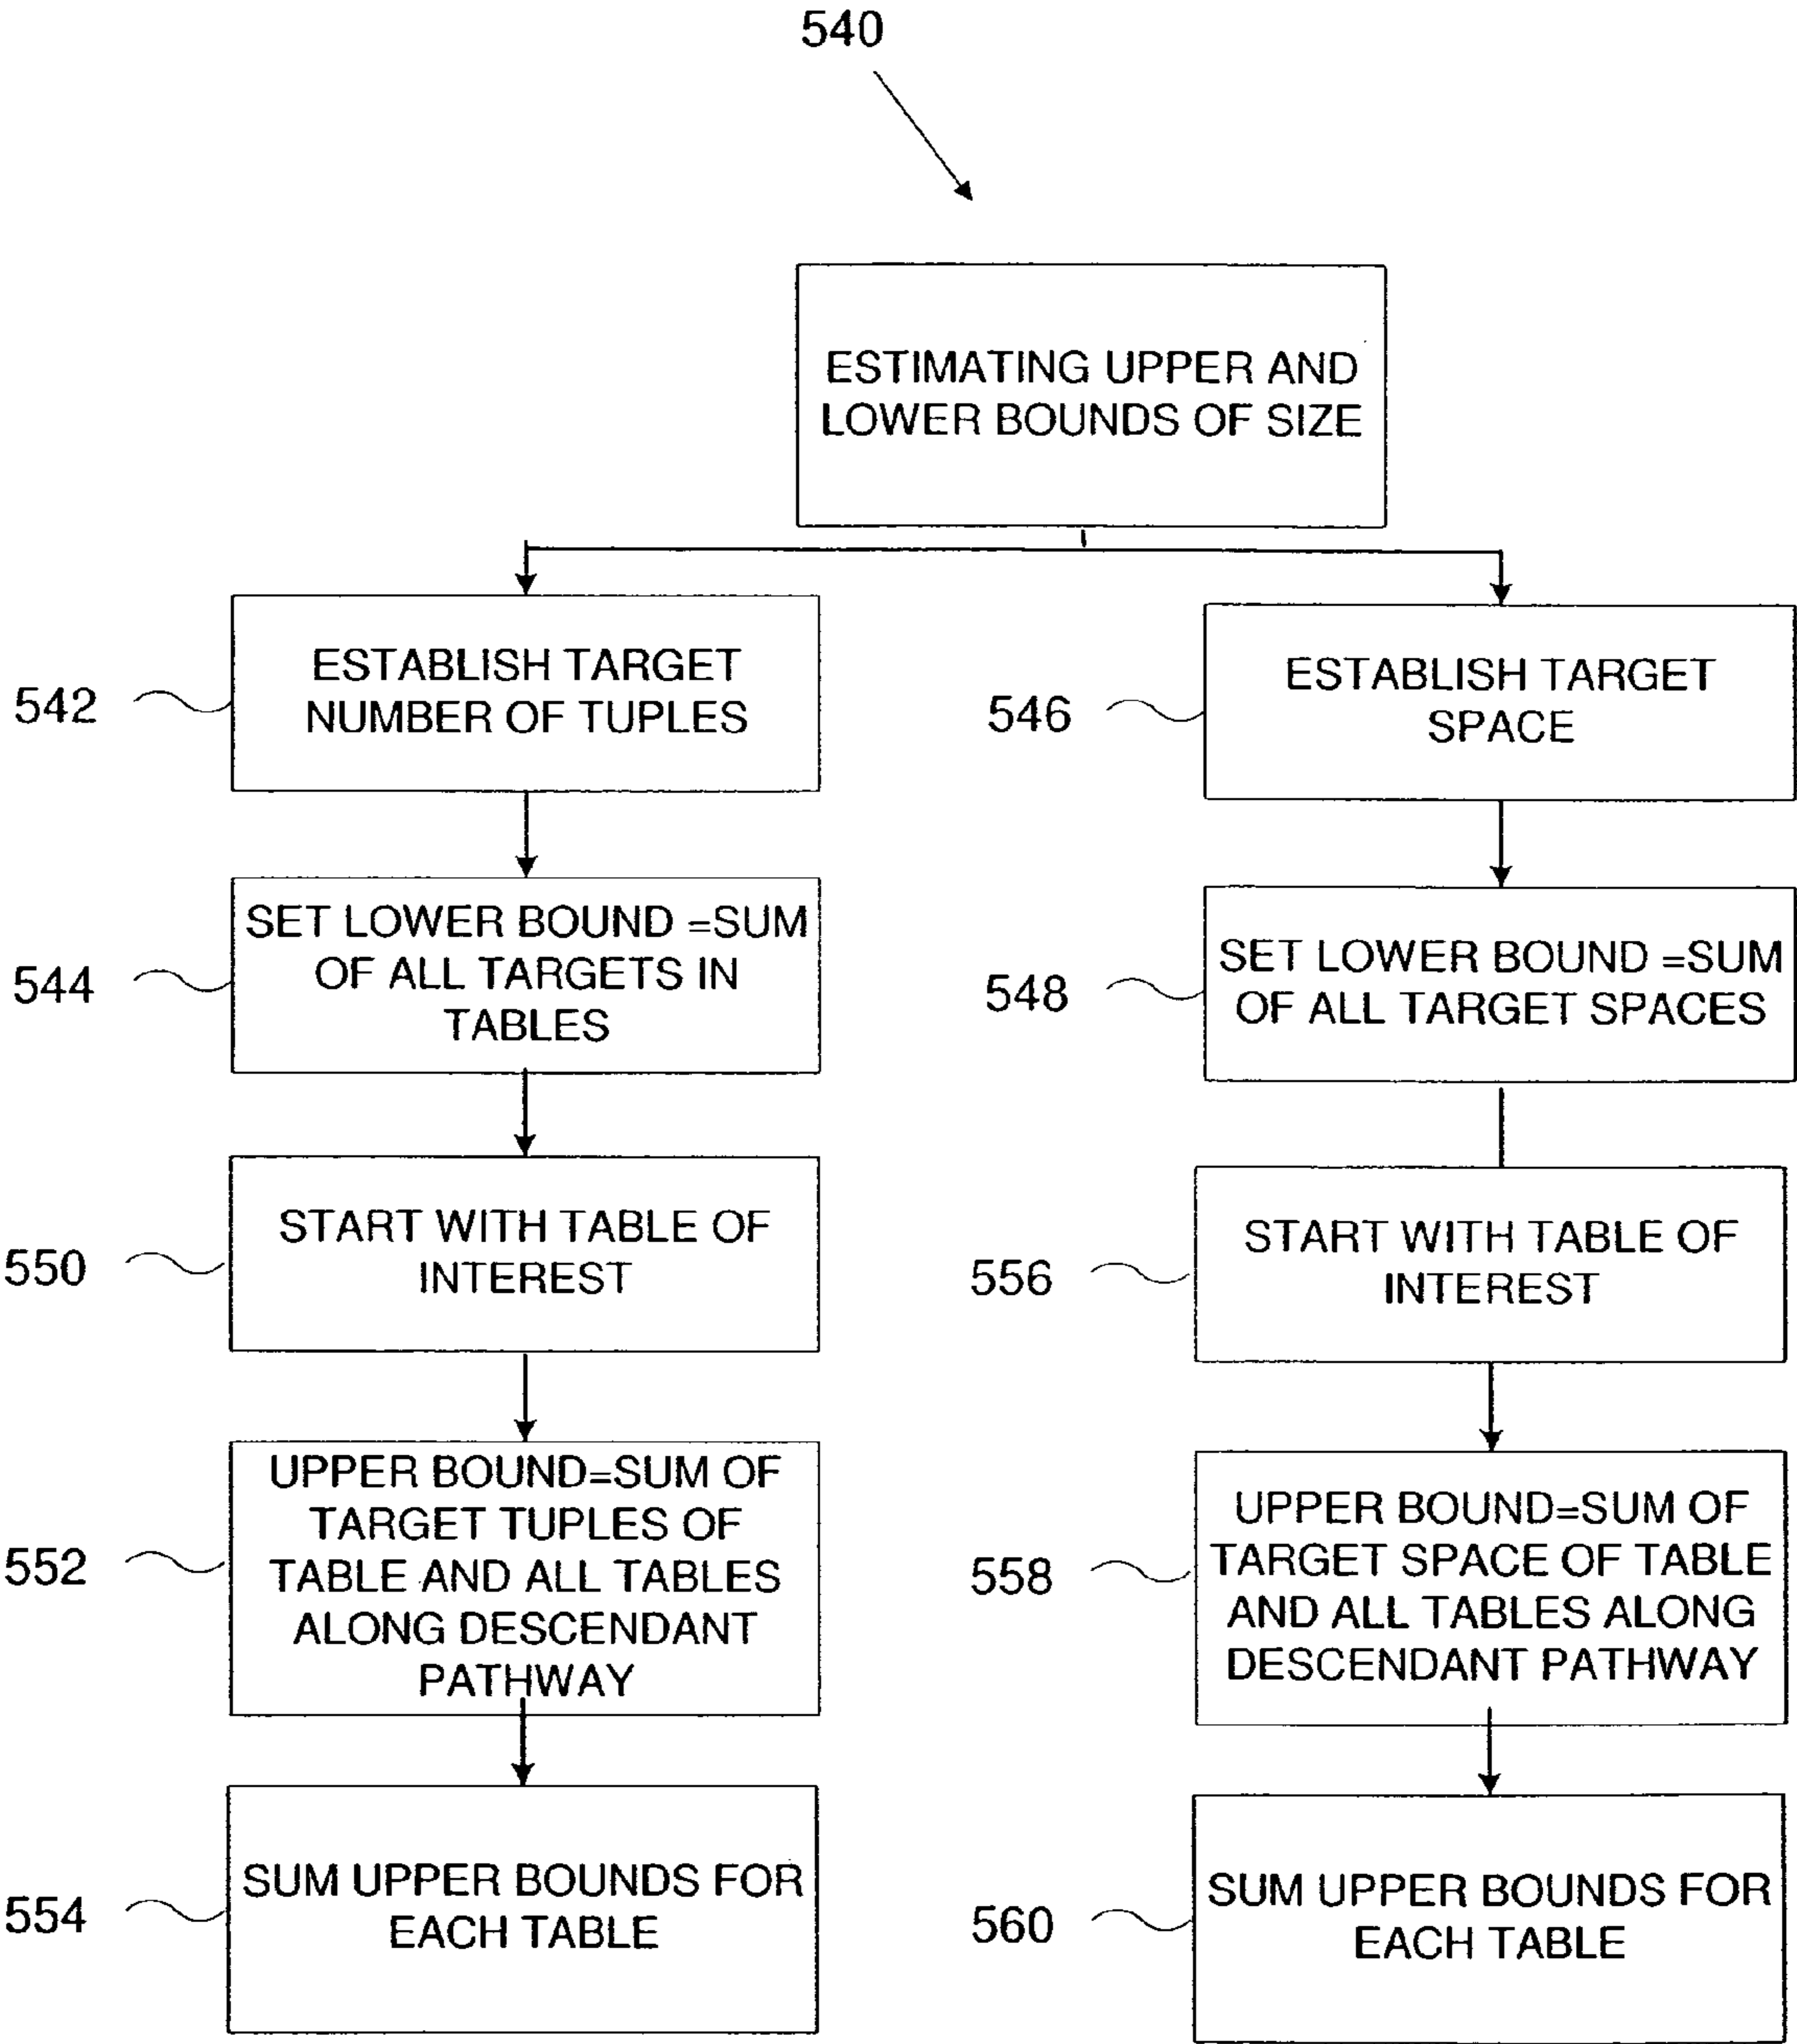 540
ESTIMATING UPPER AND
LOWER BOUNDS OF SIZE
542
ESTABLISH TARGET
NUMBER OF TUPLES
544
SET LOWER BOUND =SUM
OF ALL TARGETS IN
TABLES
550
START WITH TABLE OF
INTEREST
552
UPPER BOUND=SUM OF
TARGET TUPLES OF
TABLE AND ALL TABLES
ALONG DESCENDANT
PATHWAY
554
SUM UPPER BOUNDS FOR
EACH TABLE
546
ESTABLISH TARGET
SPACE
548
SET LOWER BOUND =SUM
OF ALL TARGET SPACES
556
START WITH TABLE OF
INTEREST
558
UPPER BOUND=SUM OF
TARGET SPACE OF TABLE
AND ALL TABLES ALONG
DESCENDANT PATHWAY
560
SUM UPPER BOUNDS FOR
EACH TABLE